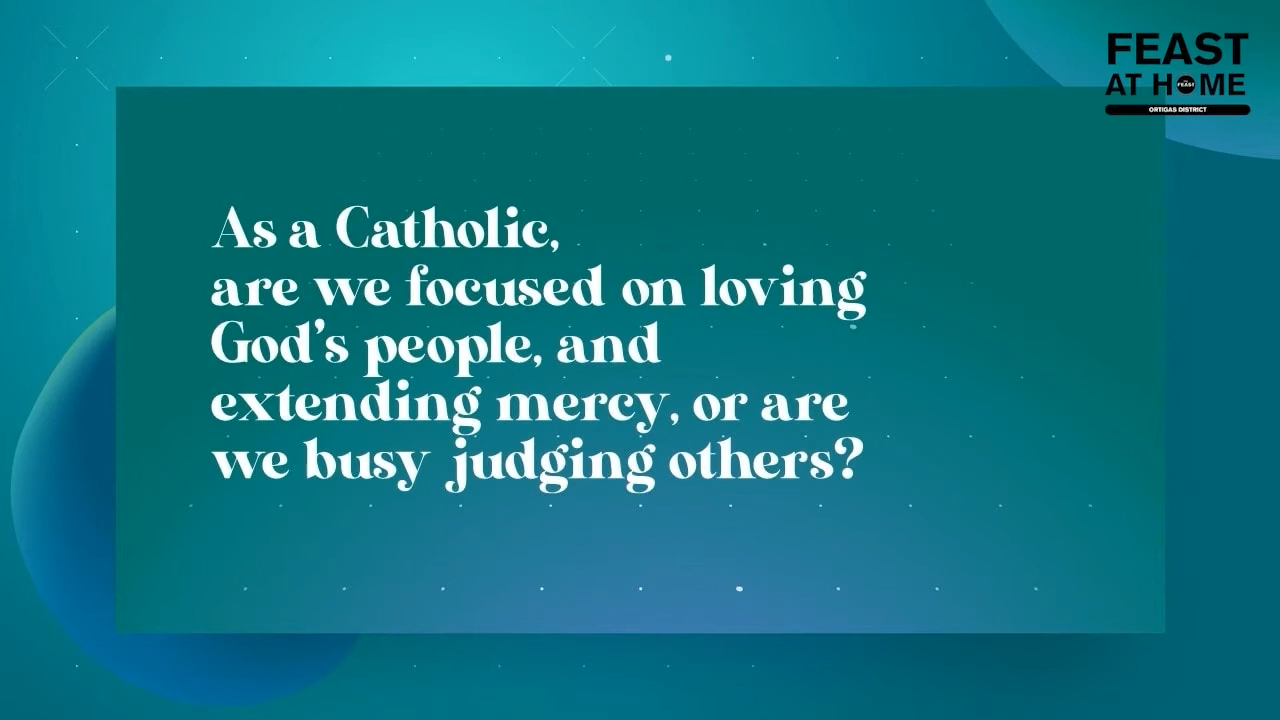 FEAST
AT HOME
FEAST
ORTIGAS DISTRICT
As a Catholic,
are we focused on loving
God's people, and
extending mercy, or are
we busy judging others?